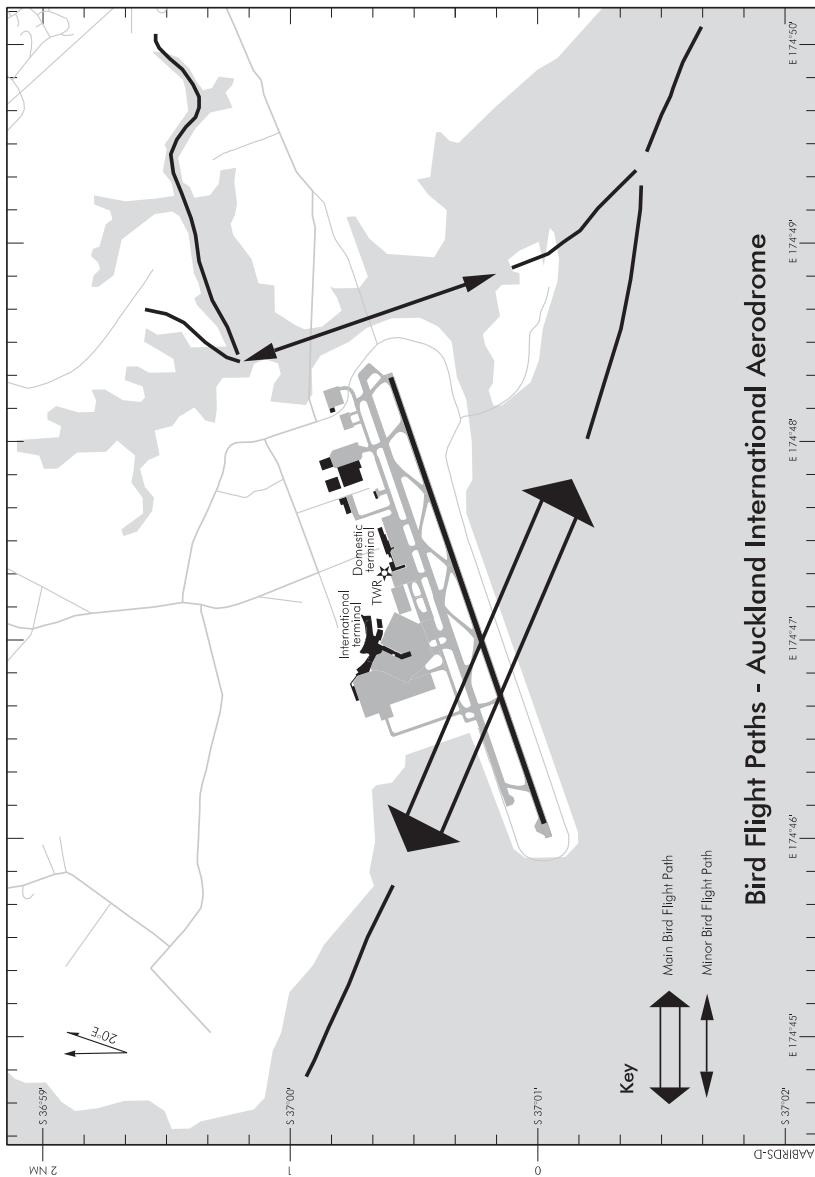 Bird Flight Paths - Auckland International Aerodrome
20°E
International
terminal
TWR
Domestic
terminal
Key
Main Bird Flight Path
Minor Bird Flight Path
S 36°59'
S 37°00'
S 37°01'
S 37°02'
E 174°45'
E 174°46'
E 174°47'
E 174°48'
E 174°49'
E 174°50'
2 NM
1
0
AABIRDS-D